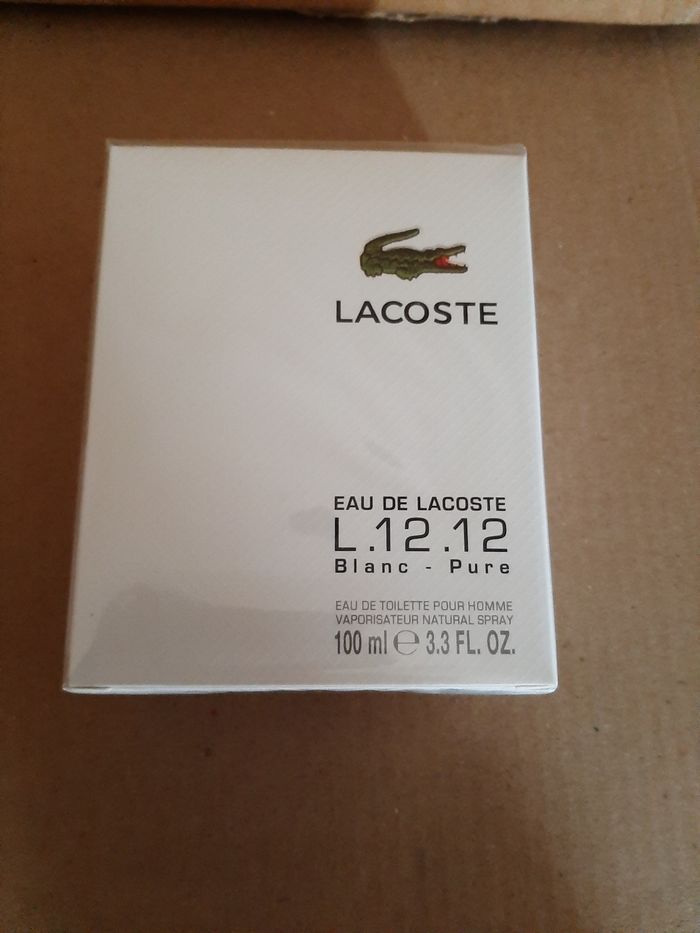 LACOSTE
EAU DE LACOSTE
L.12.12
Blanc - Pure
EAU DE TOILETTE POUR HOMME
VAPORISATEUR NATURAL SPRAY
100 ml ℮ 3.3 FL. OZ.